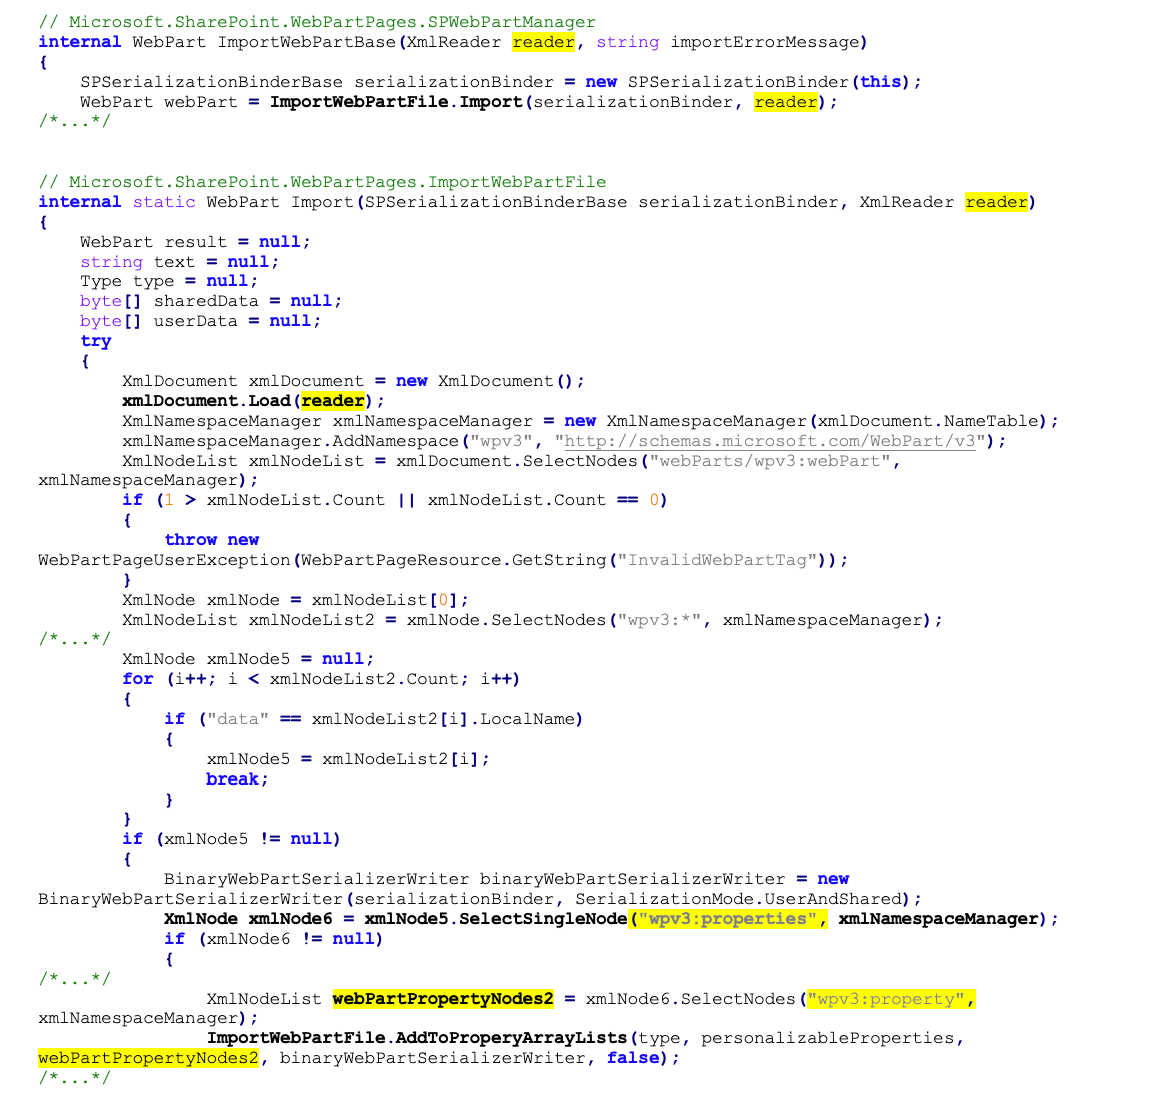 // Microsoft.SharePoint.WebPartPages.SPWebPartManager
internal WebPart ImportWebPartBase(XmlReader reader, string importErrorMessage)
{
    SPSerializationBinderBase serializationBinder = new SPSerializationBinder(this);
    WebPart webPart = ImportWebPartFile.Import(serializationBinder, reader);
/*...*/
// Microsoft.SharePoint.WebPartPages.ImportWebPartFile
internal static WebPart Import(SPSerializationBinderBase serializationBinder, XmlReader reader)
{
    WebPart result = null;
    string text = null;
    Type type = null;
    byte[] sharedData = null;
    byte[] userData = null;
    try
    {
        XmlDocument xmlDocument = new XmlDocument();
        xmlDocument.Load(reader);
        XmlNamespaceManager xmlNamespaceManager = new XmlNamespaceManager(xmlDocument.NameTable);
        xmlNamespaceManager.AddNamespace("wpv3", "http://schemas.microsoft.com/WebPart/v3");
        XmlNodeList xmlNodeList = xmlDocument.SelectNodes("webParts/wpv3:webPart",
xmlNamespaceManager);
        if (1 > xmlNodeList.Count || xmlNodeList.Count == 0)
        {
            throw new
WebPartPageUserException(WebPartPageResource.GetString("InvalidWebPartTag"));
        }
        XmlNode xmlNode = xmlNodeList[0];
        XmlNodeList xmlNodeList2 = xmlNode.SelectNodes("wpv3:*", xmlNamespaceManager);
/*...*/
        XmlNode xmlNode5 = null;
        for (i++; i < xmlNodeList2.Count; i++)
        {
            if ("data" == xmlNodeList2[i].LocalName)
            {
                xmlNode5 = xmlNodeList2[i];
                break;
            }
        }
        if (xmlNode5 != null)
        {
            BinaryWebPartSerializerWriter binaryWebPartSerializerWriter = new
BinaryWebPartSerializerWriter(serializationBinder, SerializationMode.UserAndShared);
            XmlNode xmlNode6 = xmlNode5.SelectSingleNode("wpv3:properties", xmlNamespaceManager);
            if (xmlNode6 != null)
            {
/*...*/
                XmlNodeList webPartPropertyNodes2 = xmlNode6.SelectNodes("wpv3:property",
xmlNamespaceManager);
                ImportWebPartFile.AddToProperyArrayLists(type, personalizableProperties,
webPartPropertyNodes2, binaryWebPartSerializerWriter, false);
/*...*/